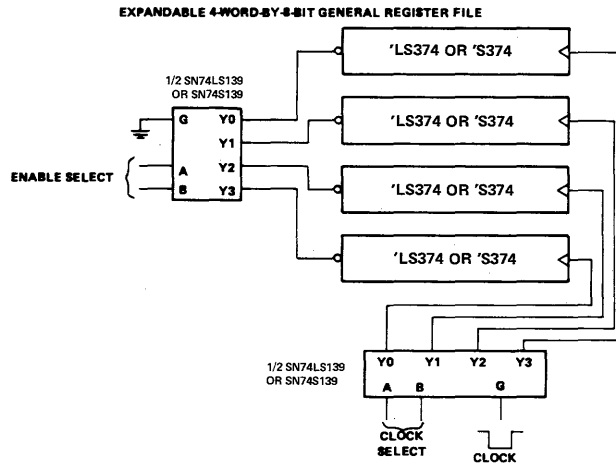 EXPANDABLE 4-WORD-BY-8-BIT GENERAL REGISTER FILE
'LS374 OR 'S374
1/2 SN74LS139
OR SN74S139
G Y0
Y1
A Y2
B Y3
ENABLE SELECT
'LS374 OR 'S374
'LS374 OR 'S374
'LS374 OR 'S374
1/2 SN74LS139
OR SN74S139
Y0 Y1 Y2 Y3
A B G
CLOCK
SELECT
CLOCK